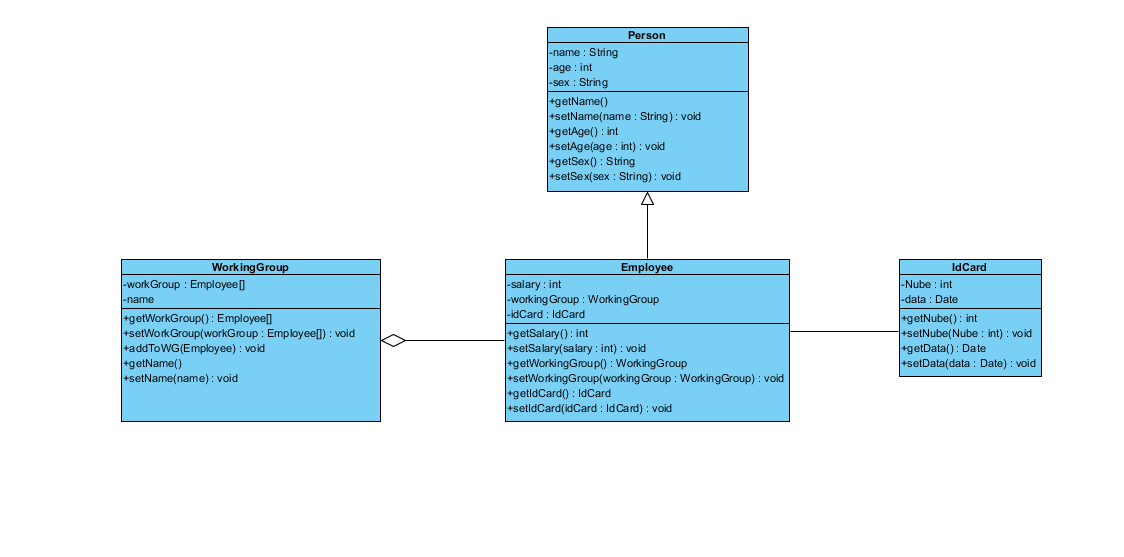 Person
-name : String
-age : int
-sex : String
+getName()
+setName(name : String) : void
+getAge() : int
+setAge(age : int) : void
+getSex() : String
+setSex(sex : String) : void
WorkingGroup
-workGroup : Employee[]
-name
+getWorkGroup() : Employee[]
+setWorkGroup(workGroup : Employee[]) : void
+addToWG(Employee) : void
+getName()
+setName(name) : void
Employee
-salary : int
-workingGroup : WorkingGroup
-idCard : IdCard
+getSalary() : int
+setSalary(salary : int) : void
+getWorkingGroup() : WorkingGroup
+setWorkingGroup(workingGroup : WorkingGroup) : void
+getIdCard() : IdCard
+setIdCard(idCard : IdCard) : void
IdCard
-Nube : int
-data : Date
+getNube() : int
+setNube(Nube : int) : void
+getData() : Date
+setData(data : Date) : void